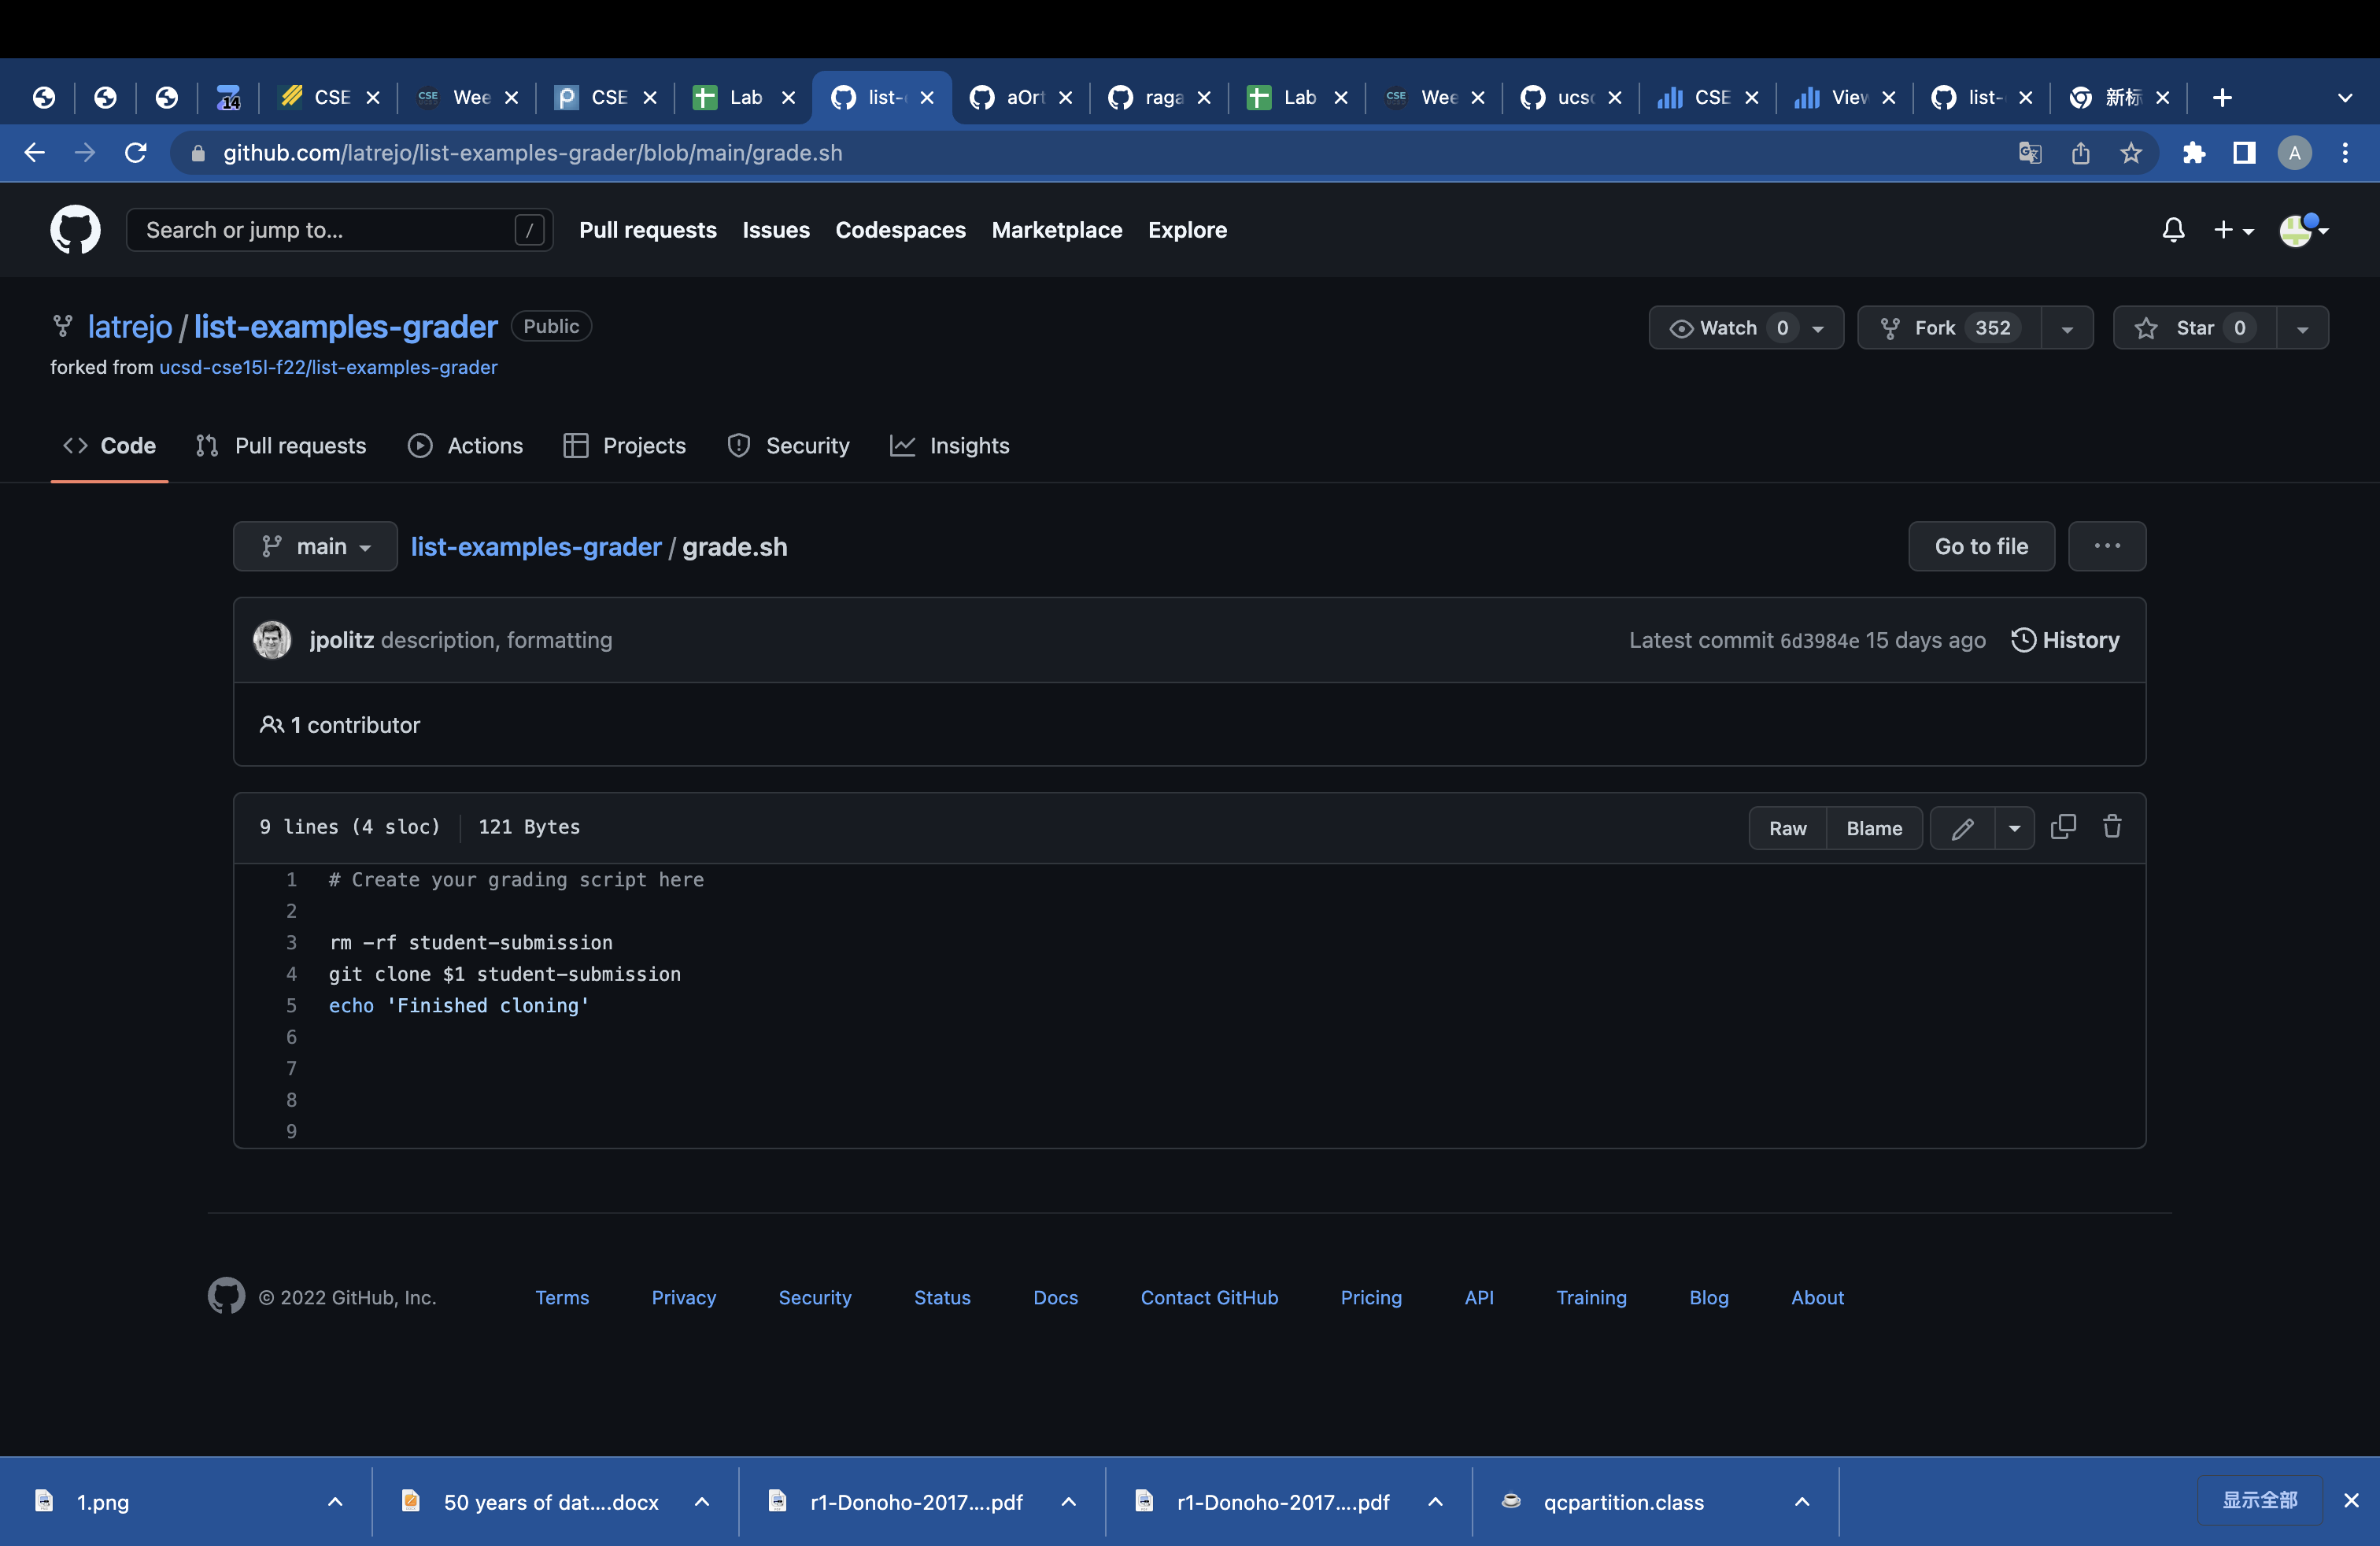 14 CSE CSE Wee CSE Lab list- aOrt raga Lab CSE Wee ucsc CSE View list- 新标
github.com/latrejo/list-examples-grader/blob/main/grade.sh A
Search or jump to... / Pull requests Issues Codespaces Marketplace Explore
latrejo / list-examples-grader Public Watch 0 Fork 352 Star 0
forked from ucsd-cse15l-f22/list-examples-grader
Code Pull requests Actions Projects Security Insights
main list-examples-grader / grade.sh Go to file ...
jpolitz description, formatting Latest commit 6d3984e 15 days ago History
1 contributor
9 lines (4 sloc) 121 Bytes Raw Blame
1 # Create your grading script here
2
3 rm -rf student-submission
4 git clone $1 student-submission
5 echo 'Finished cloning'
6
7
8
9
© 2022 GitHub, Inc. Terms Privacy Security Status Docs Contact GitHub Pricing API Training Blog About
1.png 50 years of dat....docx r1-Donoho-2017....pdf r1-Donoho-2017....pdf qcpartition.class 显示全部